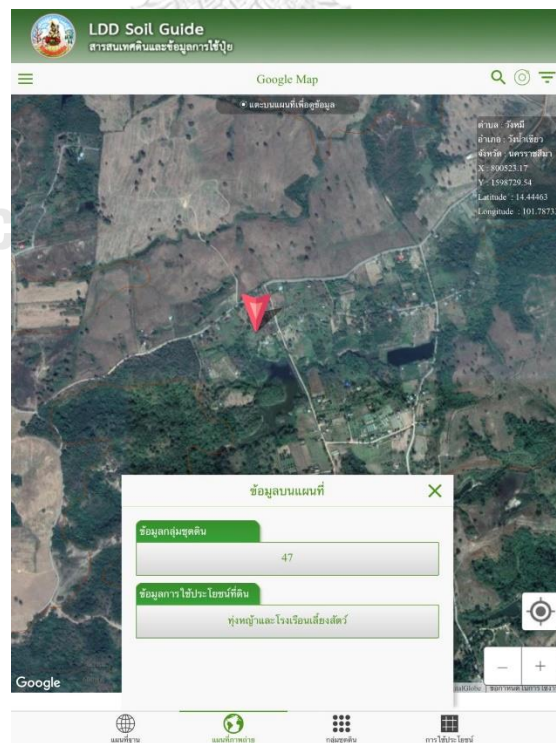 LDD Soil Guide
สารสนเทศดินและข้อมูลการใช้ปุ๋ย
Google Map
แตะบนแผนที่เพื่อดูข้อมูล
ตำบล : วังหมี
อำเภอ : วังน้ำเขียว
จังหวัด : นครราชสีมา
X : 800523.17
Y : 1598729.54
Latitude : 14.44463
Longitude : 101.7873
ข้อมูลบนแผนที่
ข้อมูลกลุ่มชุดดิน
47
ข้อมูลการใช้ประโยชน์ที่ดิน
ทุ่งหญ้าและโรงเรือนเลี้ยงสัตว์
Google
แผนที่ฐาน
แผนที่ภาพถ่าย
กลุ่มชุดดิน
การใช้ประโยชน์